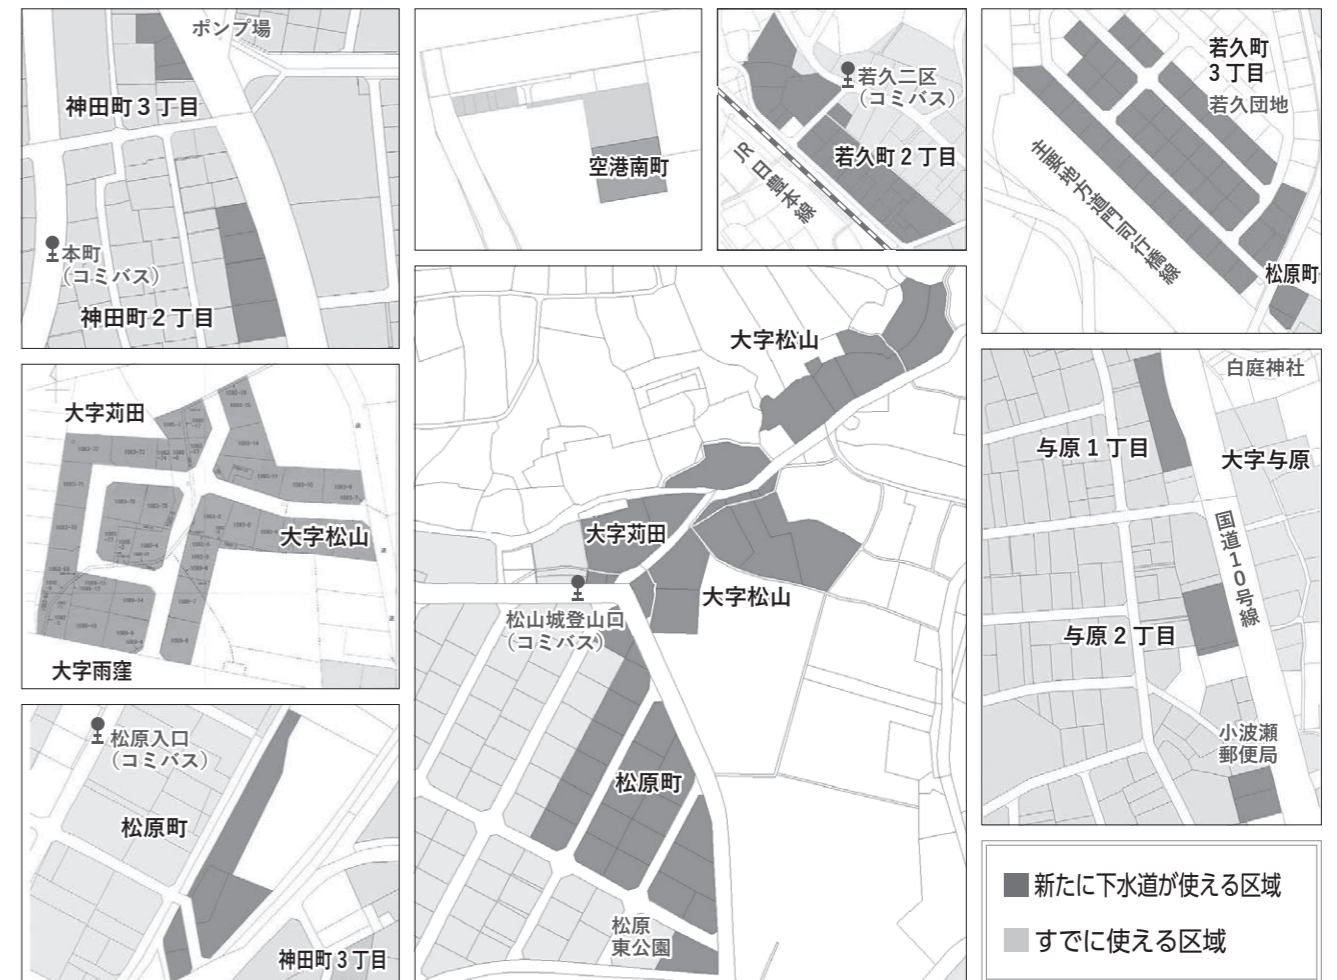 ポンプ場
神田町3丁目
本町
（コミバス）
神田町2丁目
空港南町
若久二区
（コミバス）
若久町2丁目
JR日豊本線
若久町
3丁目
若久団地
主要地方道門司行橋線
松原町
大字苅田
大字松山
大字雨窪
大字松山
大字苅田
大字松山
松山城登山口
（コミバス）
松原町
松原
東公園
白庭神社
与原1丁目
大字与原
国道10号線
与原2丁目
小波瀬
郵便局
松原入口
（コミバス）
松原町
神田町3丁目
新たに下水道が使える区域
すでに使える区域